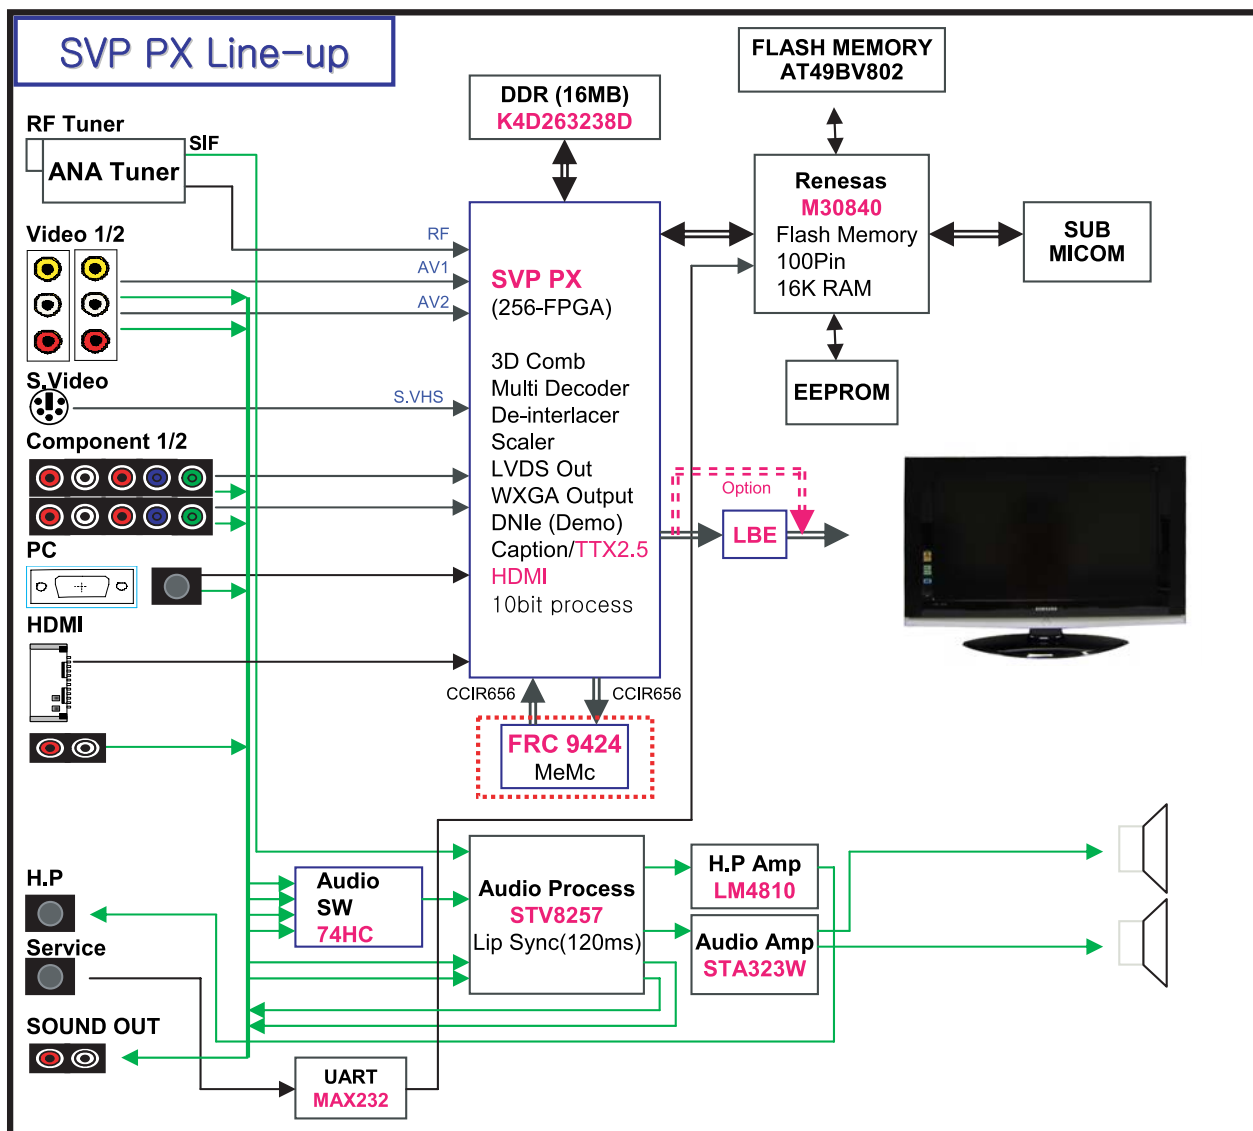 SVP PX Line-up
FLASH MEMORY
AT49BV802
DDR (16MB)
K4D263238D
RF Tuner
SIF
ANA Tuner
Renesas
M30840
Flash Memory
100Pin
16K RAM
SUB
MICOM
EEPROM
Video 1/2
RF
AV1
AV2
S.Video
S.VHS
Component 1/2
PC
HDMI
SVP PX
(256-FPGA)
3D Comb
Multi Decoder
De-interlacer
Scaler
LVDS Out
WXGA Output
DNIe (Demo)
Caption/TTX2.5
HDMI
10bit process
Option
LBE
SAMSUNG
CCIR656
CCIR656
FRC 9424
MeMc
H.P
Service
SOUND OUT
Audio
SW
74HC
Audio Process
STV8257
Lip Sync(120ms)
H.P Amp
LM4810
Audio Amp
STA323W
UART
MAX232